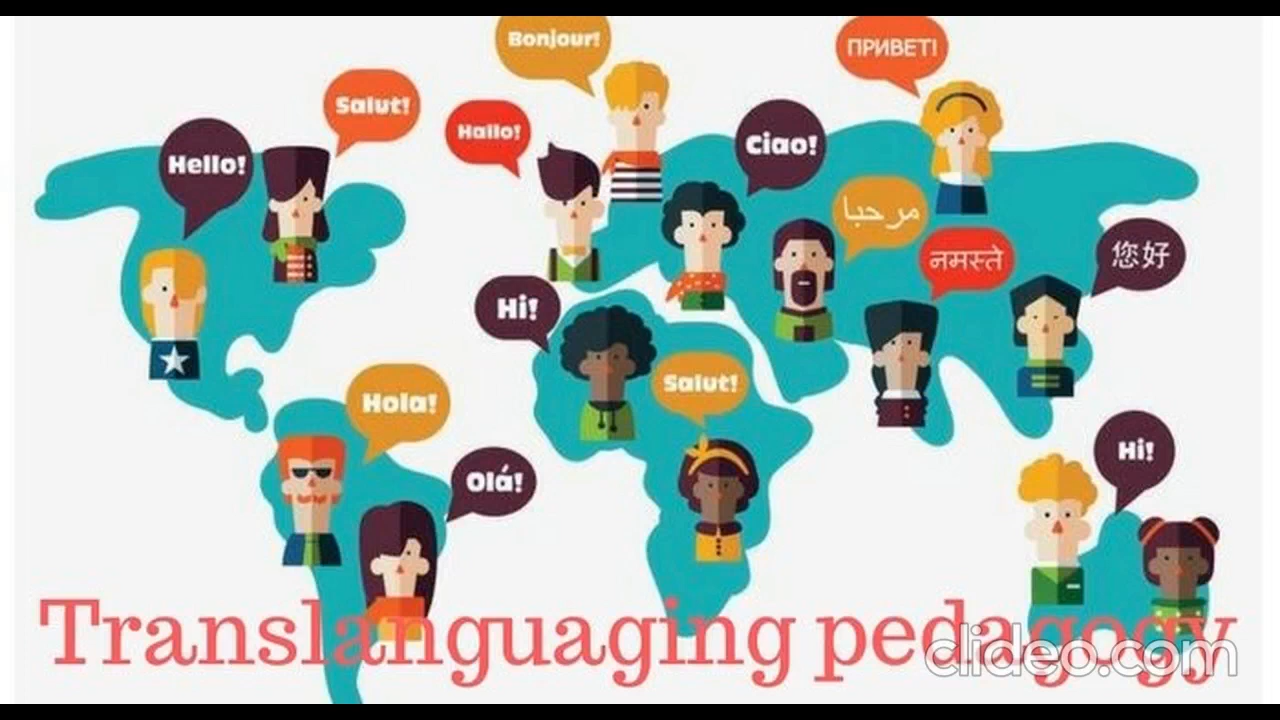 Bonjour!
ПРИВЕТ!
Salut!
Hallo!
Ciao!
Hello!
مرحبا
नमस्ते
您好
Hi!
Salut!
Hola!
Olá!
Hi!
Translanguaging pedagogy
clideo.com